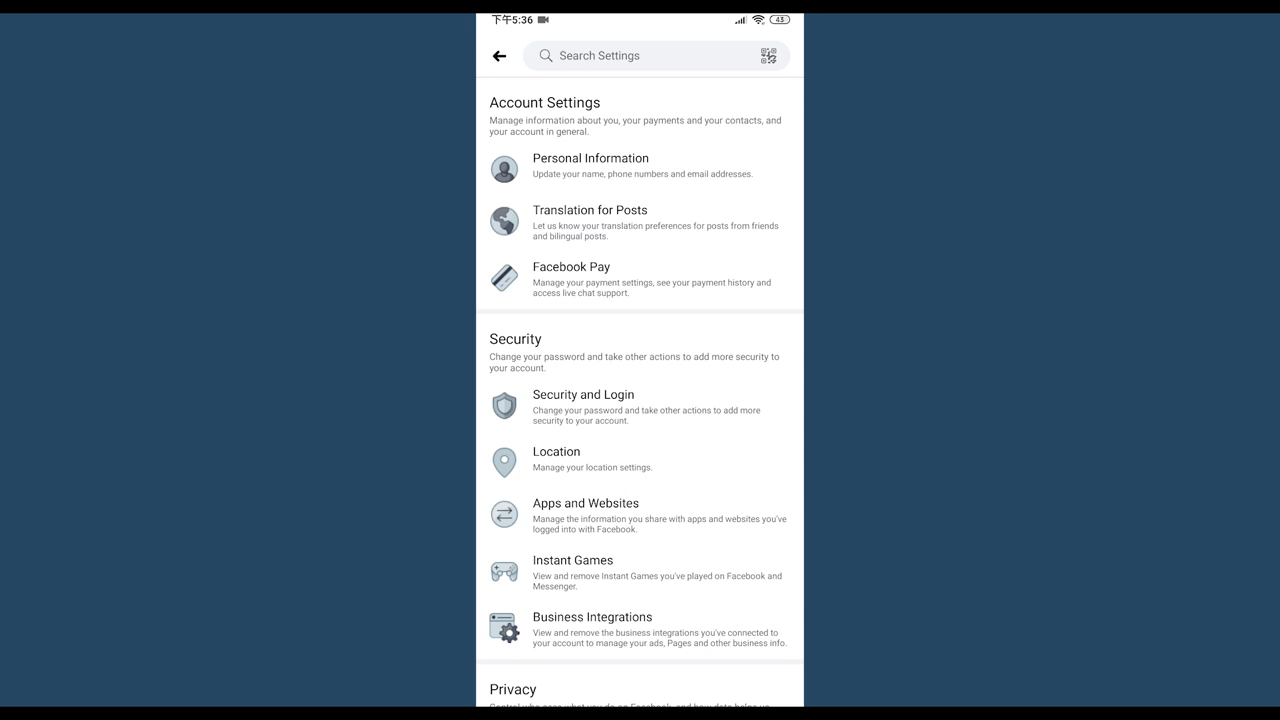 下午5:36
43
Search Settings
Account Settings
Manage information about you, your payments and your contacts, and
your account in general.
Personal Information
Update your name, phone numbers and email addresses.
Translation for Posts
Let us know your translation preferences for posts from friends
and bilingual posts.
Facebook Pay
Manage your payment settings, see your payment history and
access live chat support.
Security
Change your password and take other actions to add more security to
your account.
Security and Login
Change your password and take other actions to add more
security to your account.
Location
Manage your location settings.
Apps and Websites
Manage the information you share with apps and websites you've
logged into with Facebook.
Instant Games
View and remove Instant Games you've played on Facebook and
Messenger.
Business Integrations
View and remove the business integrations you've connected to
your account to manage your ads, Pages and other business info.
Privacy